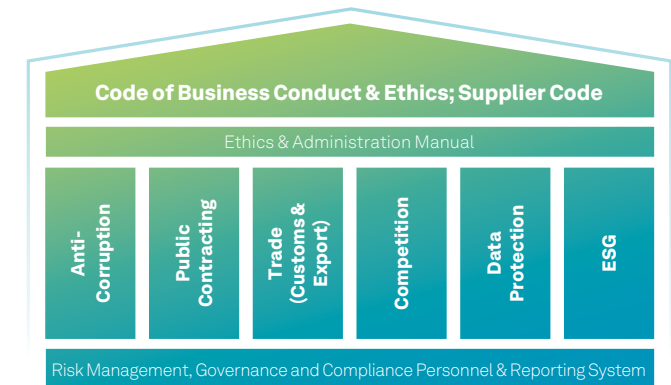 Code of Business Conduct & Ethics; Supplier Code
Ethics & Administration Manual
Anti-
Corruption
Public
Contracting
Trade
(Customs &
Export)
Competition
Data
Protection
ESG
Risk Management, Governance and Compliance Personnel & Reporting System